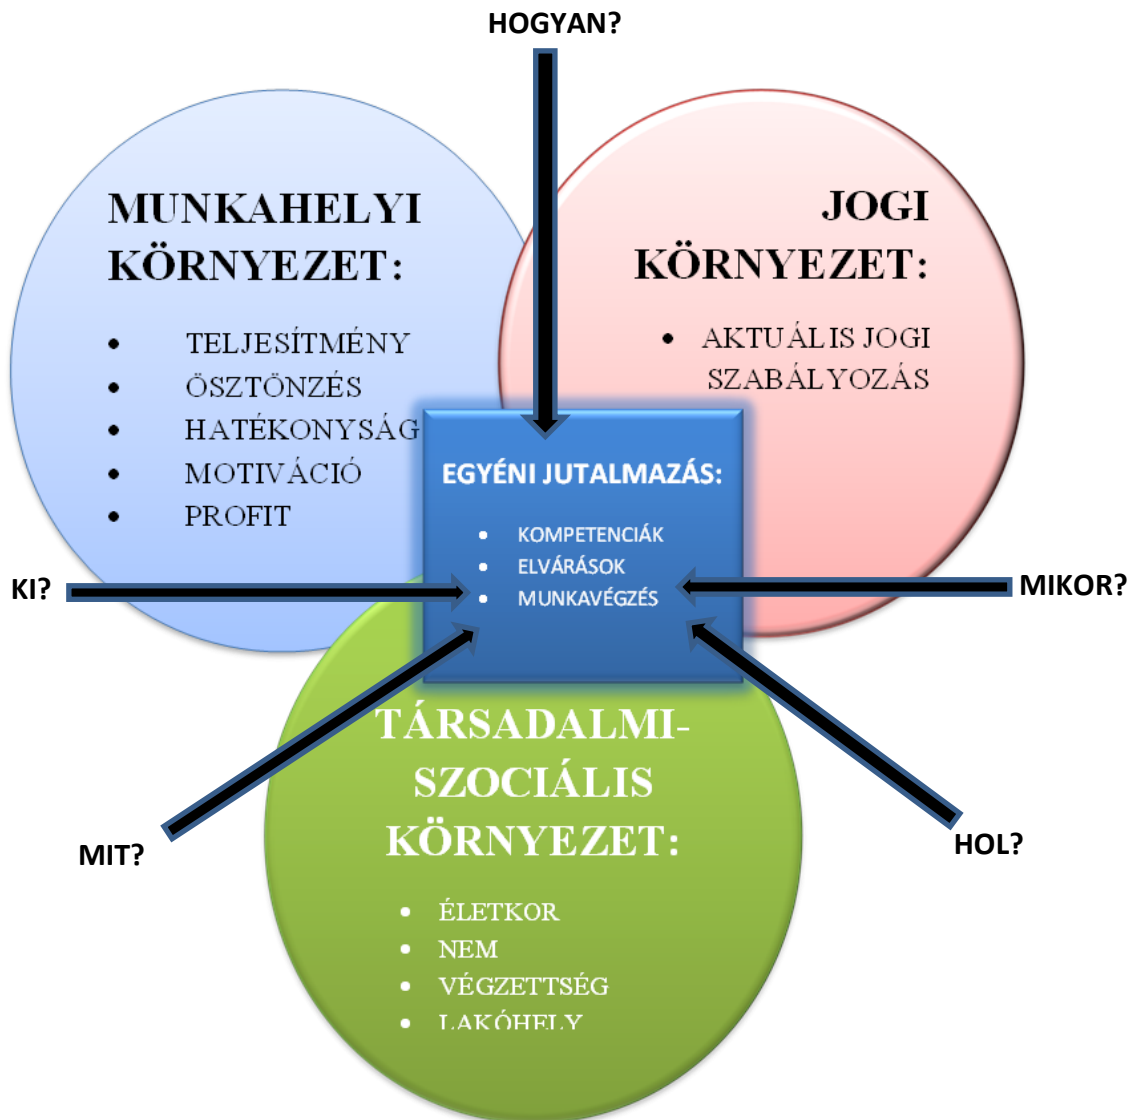 HOGYAN?
MUNKAHELYI
KÖRNYEZET:
• TELJESÍTMÉNY
• ÖSZTÖNZÉS
• HATÉKONYSÁG
• MOTIVÁCIÓ
• PROFIT
JOGI
KÖRNYEZET:
• AKTUÁLIS JOGI
SZABÁLYOZÁS
EGYÉNI JUTALMAZÁS:
• KOMPETENCIÁK
• ELVÁRÁSOK
• MUNKAVÉGZÉS
KI?
MIKOR?
TÁRSADALMI-
SZOCIÁLIS
KÖRNYEZET:
• ÉLETKOR
• NEM
• VÉGZETTSÉG
• LAKÓHELY
MIT?
HOL?